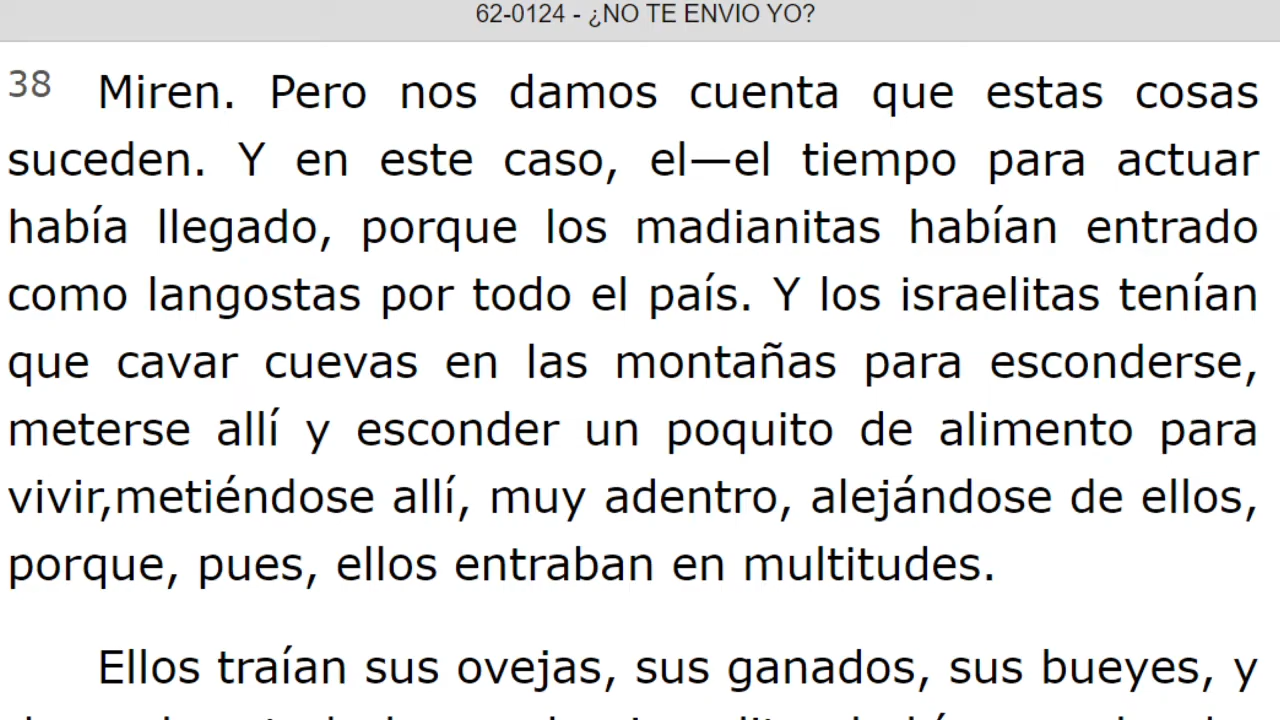 62-0124 - ¿NO TE ENVIO YO?
38 Miren. Pero nos damos cuenta que estas cosas
suceden. Y en este caso, el—el tiempo para actuar
había llegado, porque los madianitas habían entrado
como langostas por todo el país. Y los israelitas tenían
que cavar cuevas en las montañas para esconderse,
meterse allí y esconder un poquito de alimento para
vivir,metiéndose allí, muy adentro, alejándose de ellos,
porque, pues, ellos entraban en multitudes.
Ellos traían sus ovejas, sus ganados, sus bueyes, y